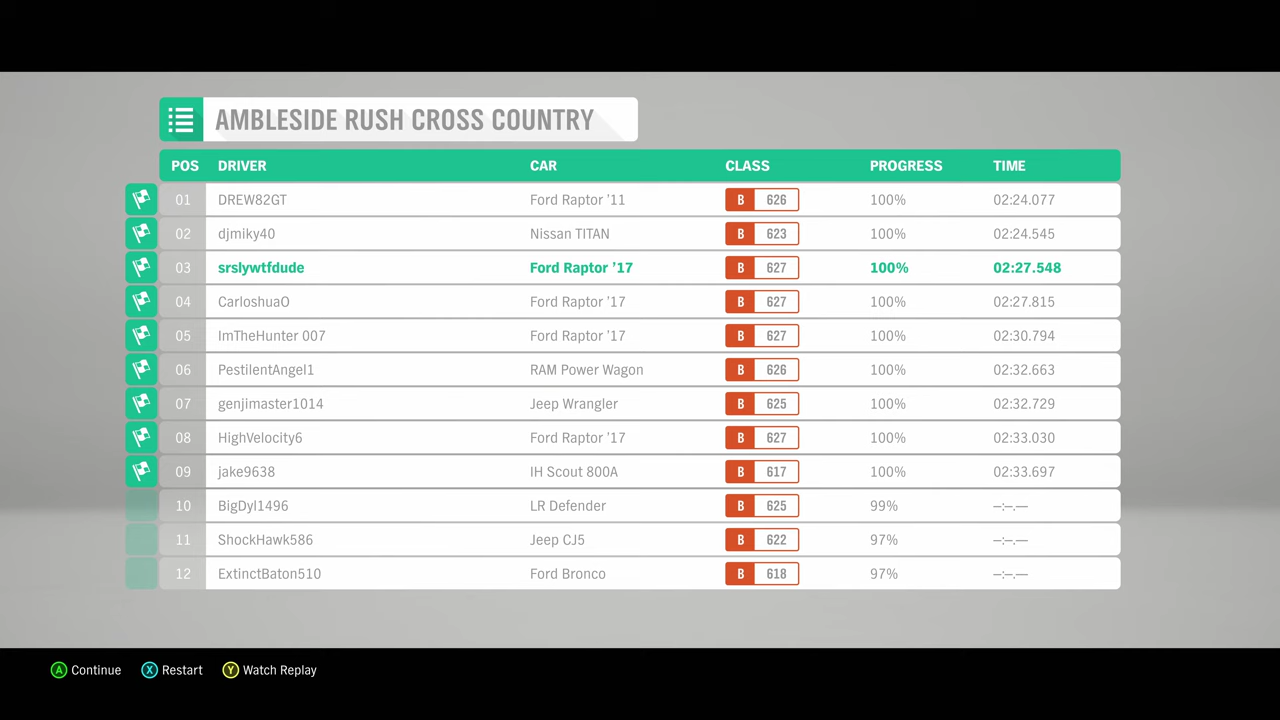 AMBLESIDE RUSH CROSS COUNTRY
POS DRIVER CAR CLASS PROGRESS TIME
01 DREW82GT Ford Raptor '11 B 626 100% 02:24.077
02 djmiky40 Nissan TITAN B 623 100% 02:24.545
03 srslywtfdude Ford Raptor '17 B 627 100% 02:27.548
04 CarloshuaO Ford Raptor '17 B 627 100% 02:27.815
05 ImTheHunter 007 Ford Raptor '17 B 627 100% 02:30.794
06 PestilentAngel1 RAM Power Wagon B 626 100% 02:32.663
07 genjimaster1014 Jeep Wrangler B 625 100% 02:32.729
08 HighVelocity6 Ford Raptor '17 B 627 100% 02:33.030
09 jake9638 IH Scout 800A B 617 100% 02:33.697
10 BigDyl1496 LR Defender B 625 99% –:–.––
11 ShockHawk586 Jeep CJ5 B 622 97% –:–.––
12 ExtinctBaton510 Ford Bronco B 618 97% –:–.––
A Continue X Restart Y Watch Replay